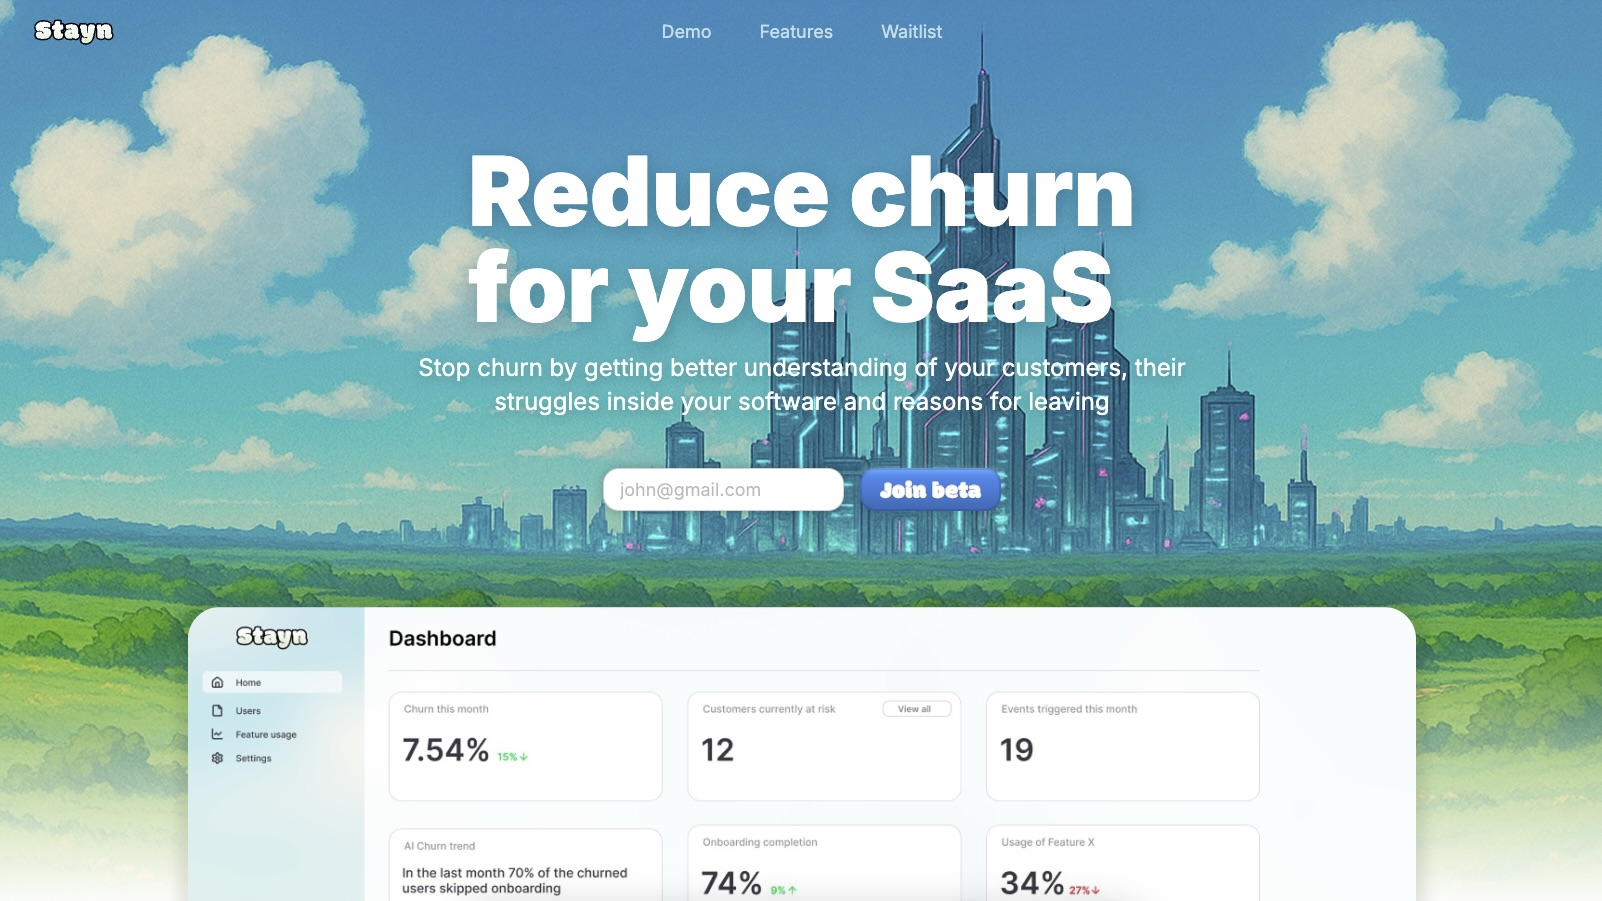 Stayn
Demo
Features
Waitlist
Reduce churn
for your SaaS
Stop churn by getting better understanding of your customers, their
struggles inside your software and reasons for leaving
john@gmail.com
Join beta
Stayn
Home
Users
Feature usage
Settings
Dashboard
Churn this month
7.54% 15%↓
Customers currently at risk
View all
12
Events triggered this month
19
AI Churn trend
In the last month 70% of the churned
users skipped onboarding
Onboarding completion
74% 9%↑
Usage of Feature X
34% 27%↓